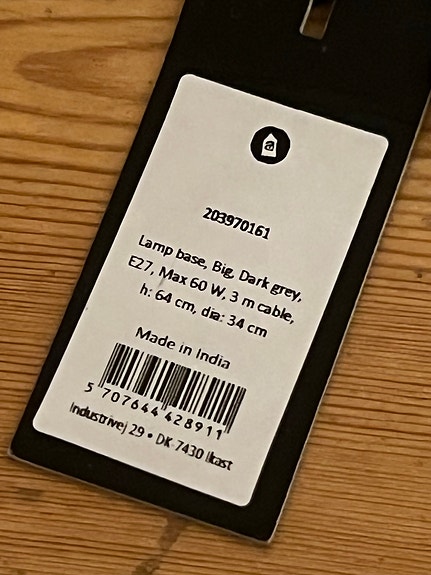 203970161
Lamp base, Big, Dark grey,
E27, Max 60 W, 3 m cable,
h: 64 cm, dia: 34 cm
Made in India
5 707644 428911
Industrivej 29 • DK-7430 Ikast